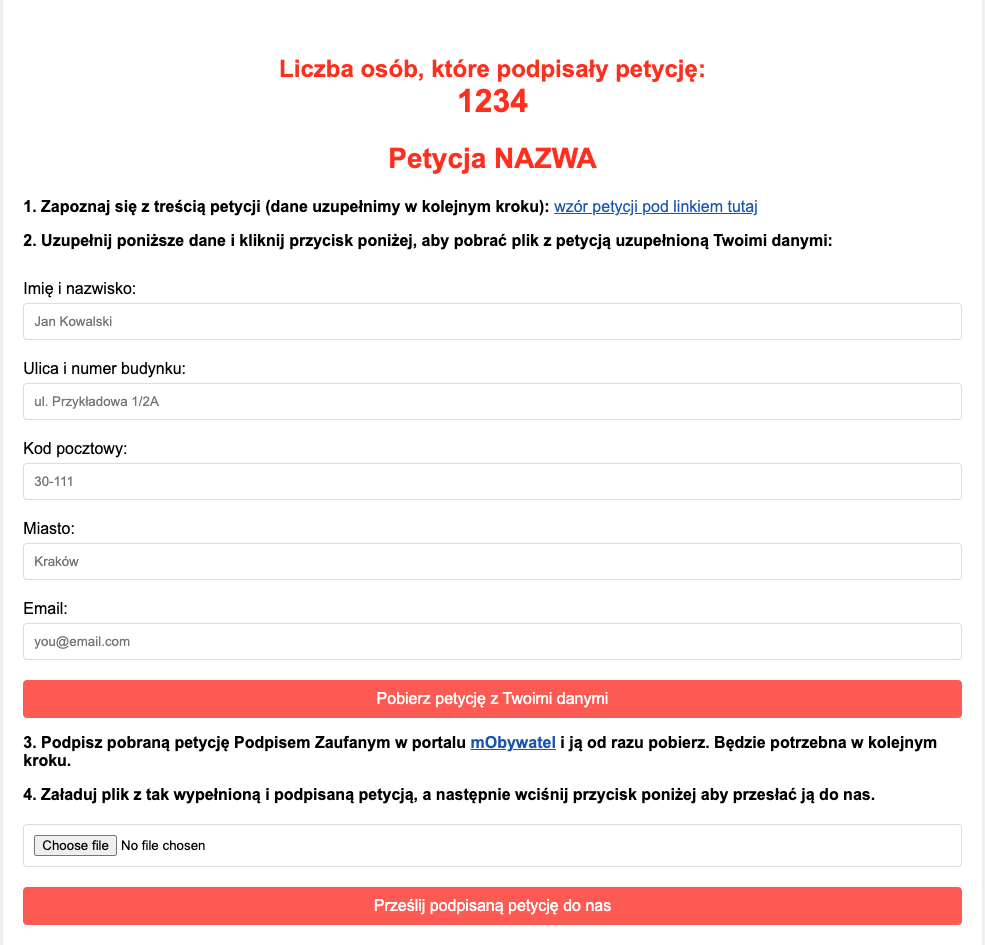 Liczba osób, które podpisały petycję:
1234
Petycja NAZWA
1. Zapoznaj się z treścią petycji (dane uzupełnimy w kolejnym kroku): wzór petycji pod linkiem tutaj
2. Uzupełnij poniższe dane i kliknij przycisk poniżej, aby pobrać plik z petycją uzupełnioną Twoimi danymi:
Imię i nazwisko:
Jan Kowalski
Ulica i numer budynku:
ul. Przykładowa 1/2A
Kod pocztowy:
30-111
Miasto:
Kraków
Email:
you@email.com
Pobierz petycję z Twoimi danymi
3. Podpisz pobraną petycję Podpisem Zaufanym w portalu mObywatel i ją od razu pobierz. Będzie potrzebna w kolejnym
kroku.
4. Załaduj plik z tak wypełnioną i podpisaną petycją, a następnie wciśnij przycisk poniżej aby przesłać ją do nas.
Choose file No file chosen
Prześlij podpisaną petycję do nas